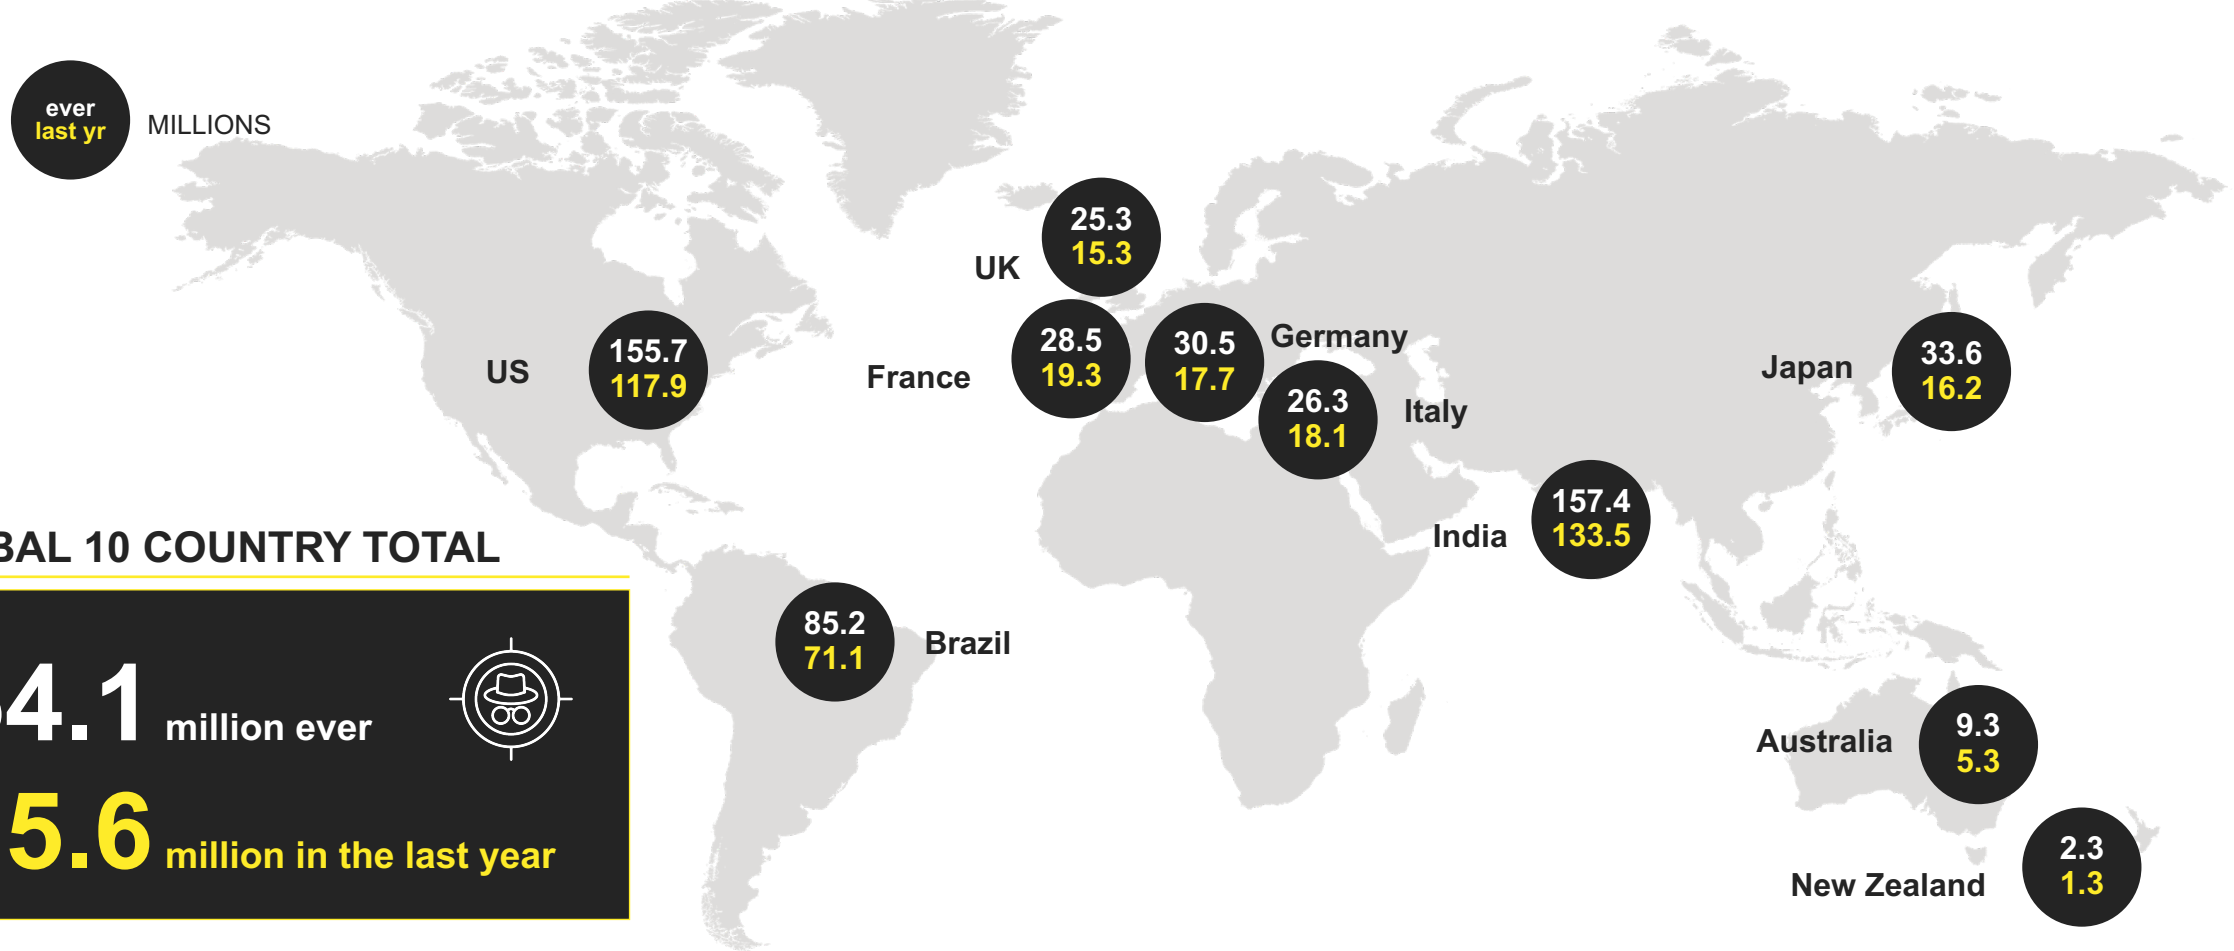 ever
last yr
MILLIONS
25.3
15.3
UK
28.5
19.3
France
30.5
17.7
Germany
26.3
18.1
Italy
155.7
117.9
US
33.6
16.2
Japan
157.4
133.5
India
10 COUNTRY TOTAL
4.1 million ever
5.6 million in the last year
85.2
71.1
Brazil
9.3
5.3
Australia
2.3
1.3
New Zealand